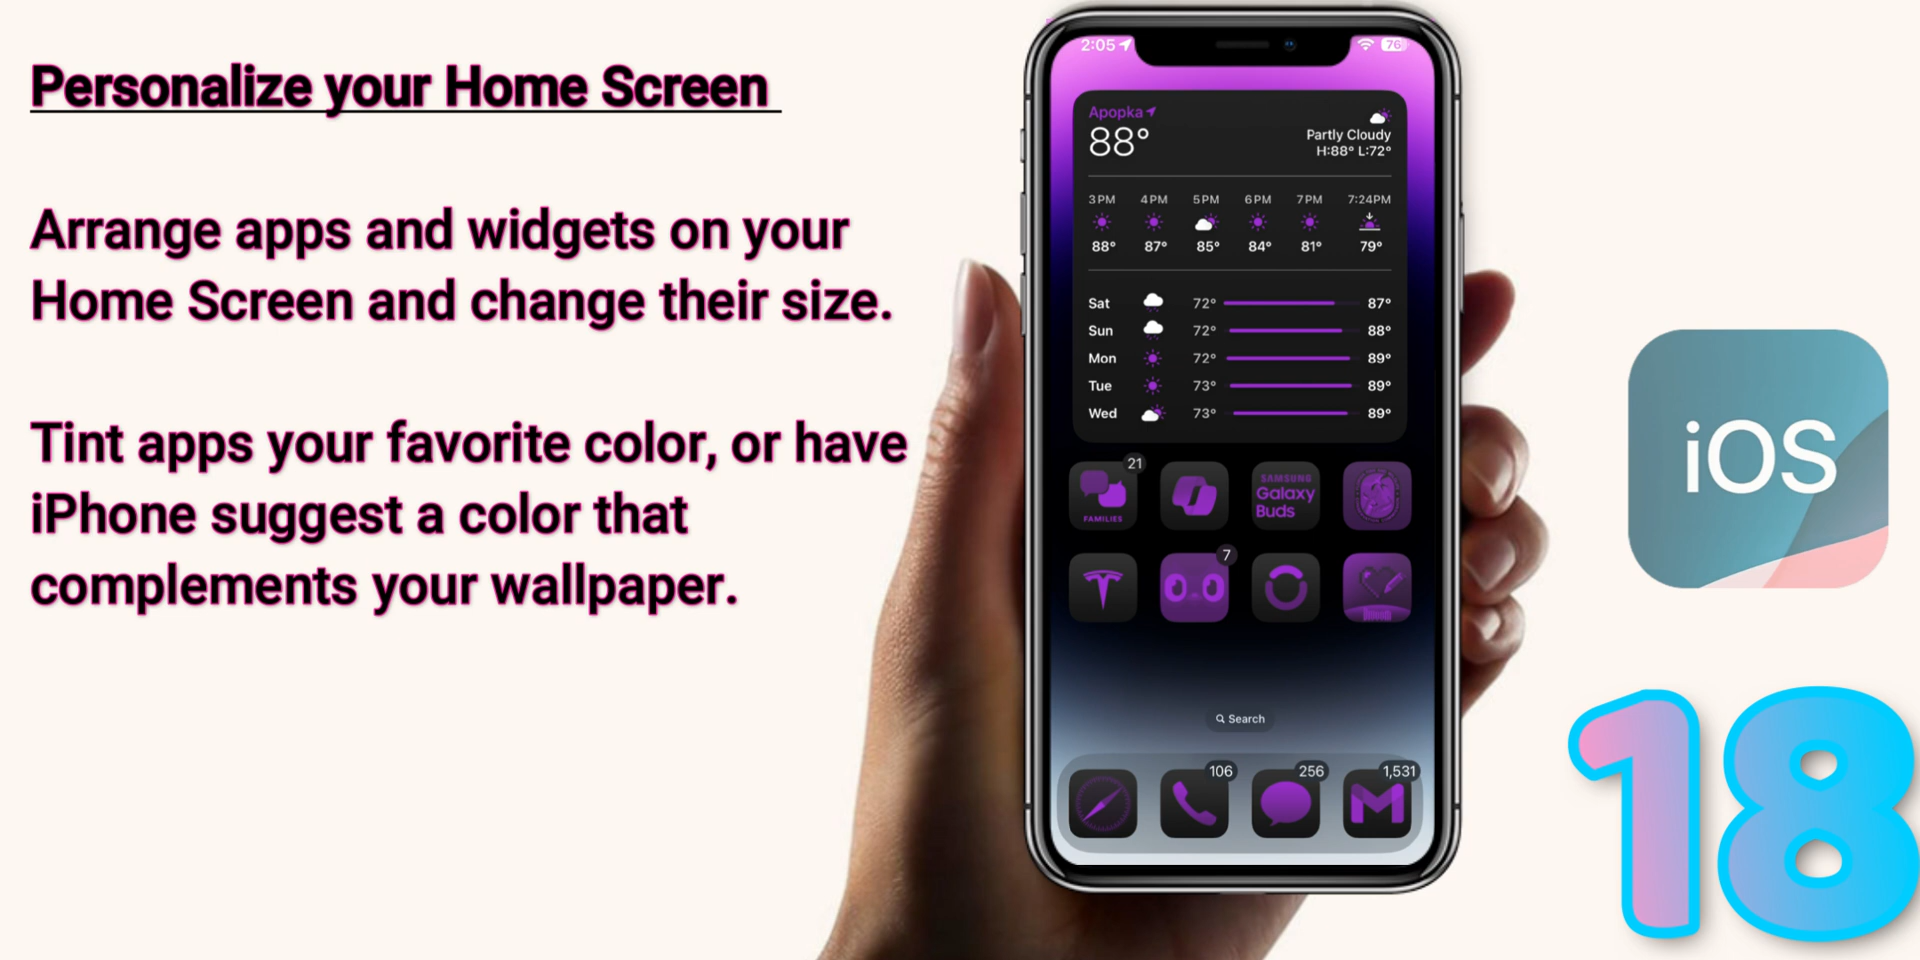 Personalize your Home Screen
Arrange apps and widgets on your
Home Screen and change their size.
Tint apps your favorite color, or have
iPhone suggest a color that
complements your wallpaper.
2:05
76
Apopka
88°
Partly Cloudy
H:88° L:72°
3PM 4PM 5PM 6PM 7PM 7:24PM
88° 87° 85° 84° 81° 79°
Sat 72° 87°
Sun 72° 88°
Mon 72° 89°
Tue 73° 89°
Wed 73° 89°
21
FAMILIES
SAMSUNG
Galaxy
Buds
7
Search
106
256
1,531
iOS
18